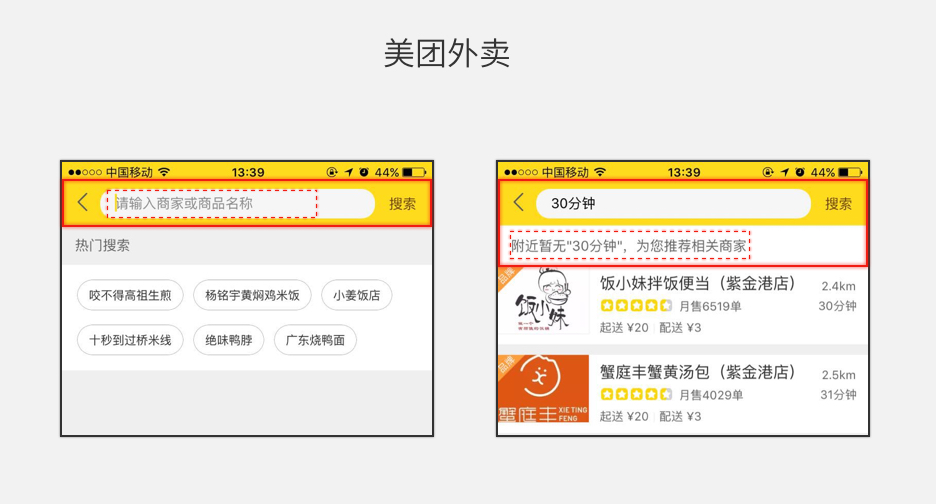 美团外卖
中国移动 13:39 44%
请输入商家或商品名称 搜索
热门搜索
咬不得高祖生煎 杨铭宇黄焖鸡米饭 小姜饭店
十秒到过桥米线 绝味鸭脖 广东烧鸭面
中国移动 13:39 44%
30分钟 搜索
附近暂无"30分钟"，为您推荐相关商家
品牌
饭小妹
饭小妹拌饭便当（紫金港店） 2.4km
月售6519单 30分钟
起送 ¥20 配送 ¥3
品牌
蟹庭丰 XIE TING FENG
蟹庭丰蟹黄汤包（紫金港店） 2.5km
月售4029单 31分钟
起送 ¥20 配送 ¥3